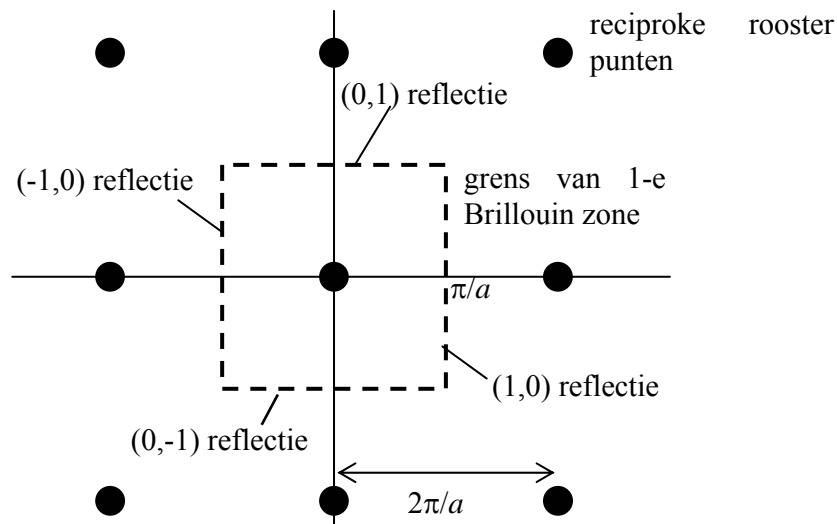 reciproke rooster
punten
(0,1) reflectie
(-1,0) reflectie
grens van 1-e
Brillouin zone
π/a
(1,0) reflectie
(0,-1) reflectie
2π/a